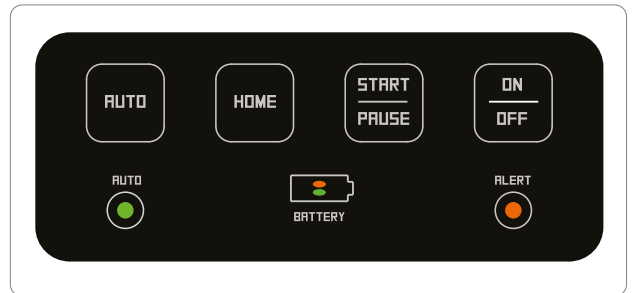 AUTO
HOME
START
PAUSE
ON
OFF
AUTO
BATTERY
ALERT